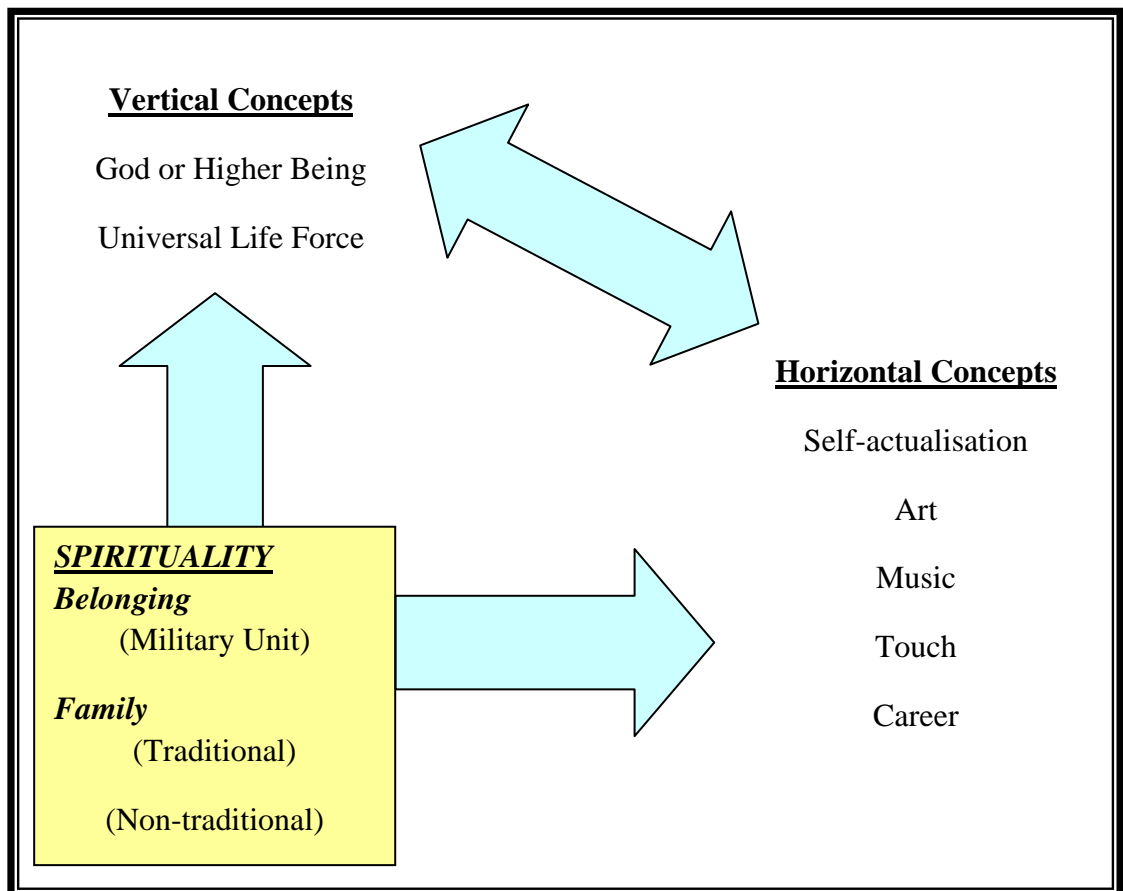 Vertical Concepts
God or Higher Being
Universal Life Force
Horizontal Concepts
Self-actualisation
Art
Music
Touch
Career
SPIRITUALITY
Belonging
(Military Unit)
Family
(Traditional)
(Non-traditional)